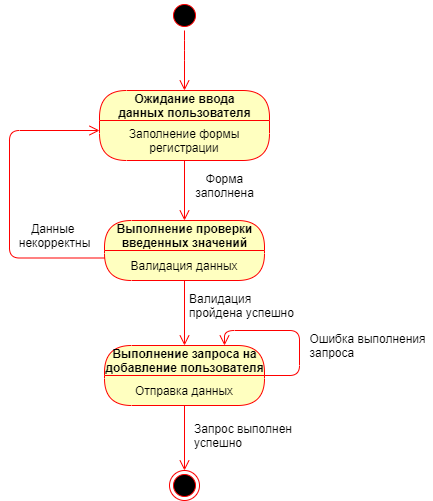 Ожидание ввода
данных пользователя
Заполнение формы
регистрации
Форма
заполнена
Данные
некорректны
Выполнение проверки
введенных значений
Валидация данных
Валидация
пройдена успешно
Выполнение запроса на
добавление пользователя
Отправка данных
Ошибка выполнения
запроса
Запрос выполнен
успешно